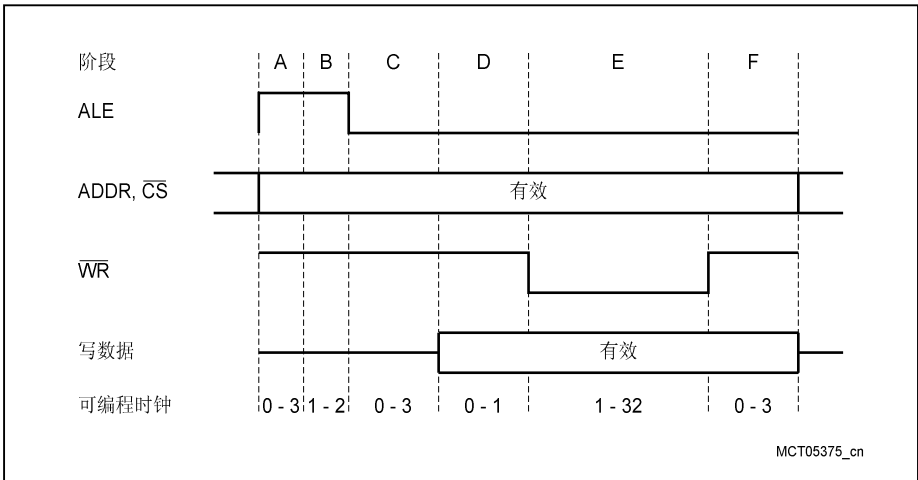 阶段 A B C D E F
ALE
ADDR, CS 有效
WR
写数据 有效
可编程时钟 0 - 3 1 - 2 0 - 3 0 - 1 1 - 32 0 - 3
MCT05375_cn